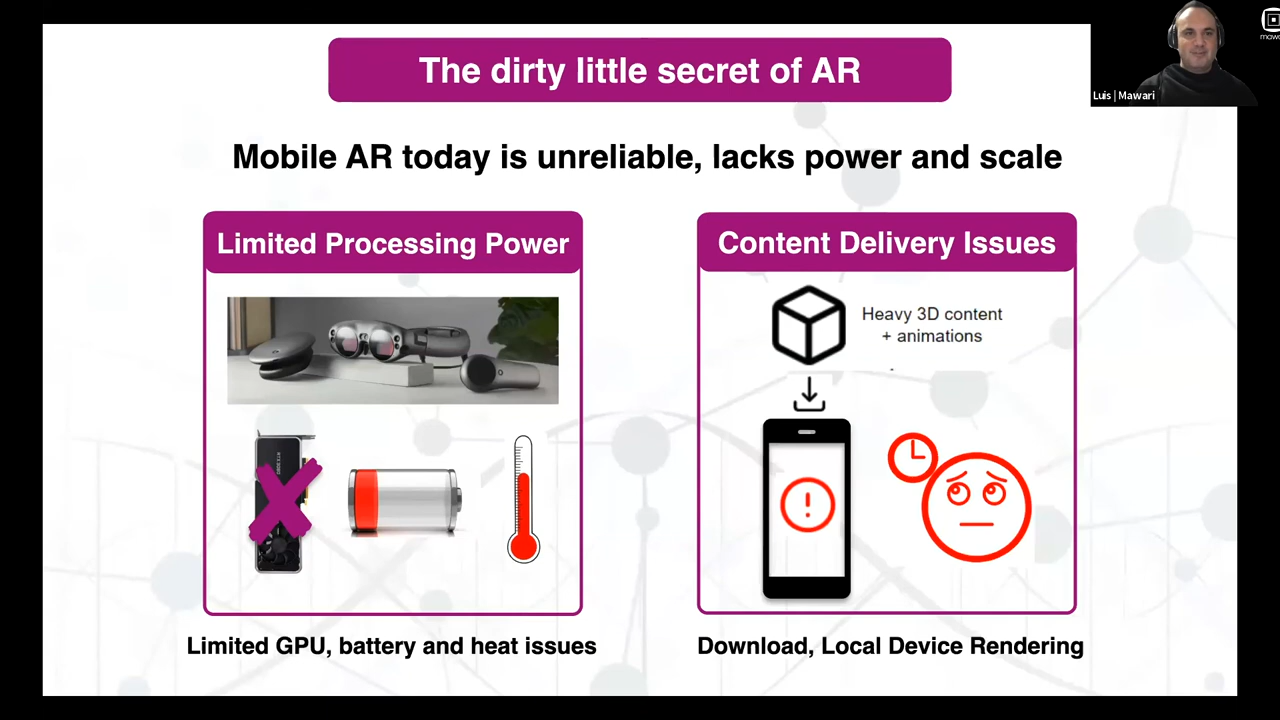 The dirty little secret of AR
Luis | Mawari
Mobile AR today is unreliable, lacks power and scale
Limited Processing Power
Content Delivery Issues
Heavy 3D content
+ animations
Limited GPU, battery and heat issues
Download, Local Device Rendering